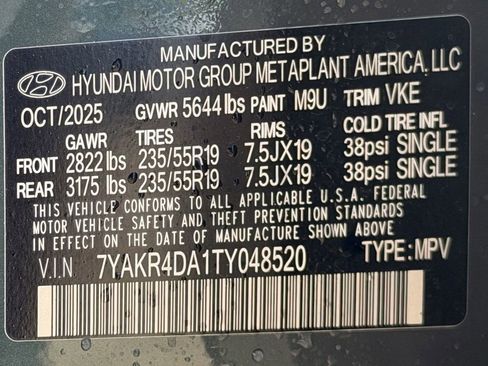 MANUFACTURED BY
HYUNDAI MOTOR GROUP METAPLANT AMERICA, LLC
OCT/2025 GVWR 5644 lbs PAINT M9U TRIM VKE
GAWR TIRES RIMS COLD TIRE INFL
FRONT 2822 lbs 235/55R19 7.5JX19 38psi SINGLE
REAR 3175 lbs 235/55R19 7.5JX19 38psi SINGLE
THIS VEHICLE CONFORMS TO ALL APPLICABLE U.S.A. FEDERAL
MOTOR VEHICLE SAFETY AND THEFT PREVENTION STANDARDS
IN EFFECT ON THE DATE OF MANUFACTURE SHOWN ABOVE.
V.I.N 7YAKR4DA1TY048520 TYPE: MPV